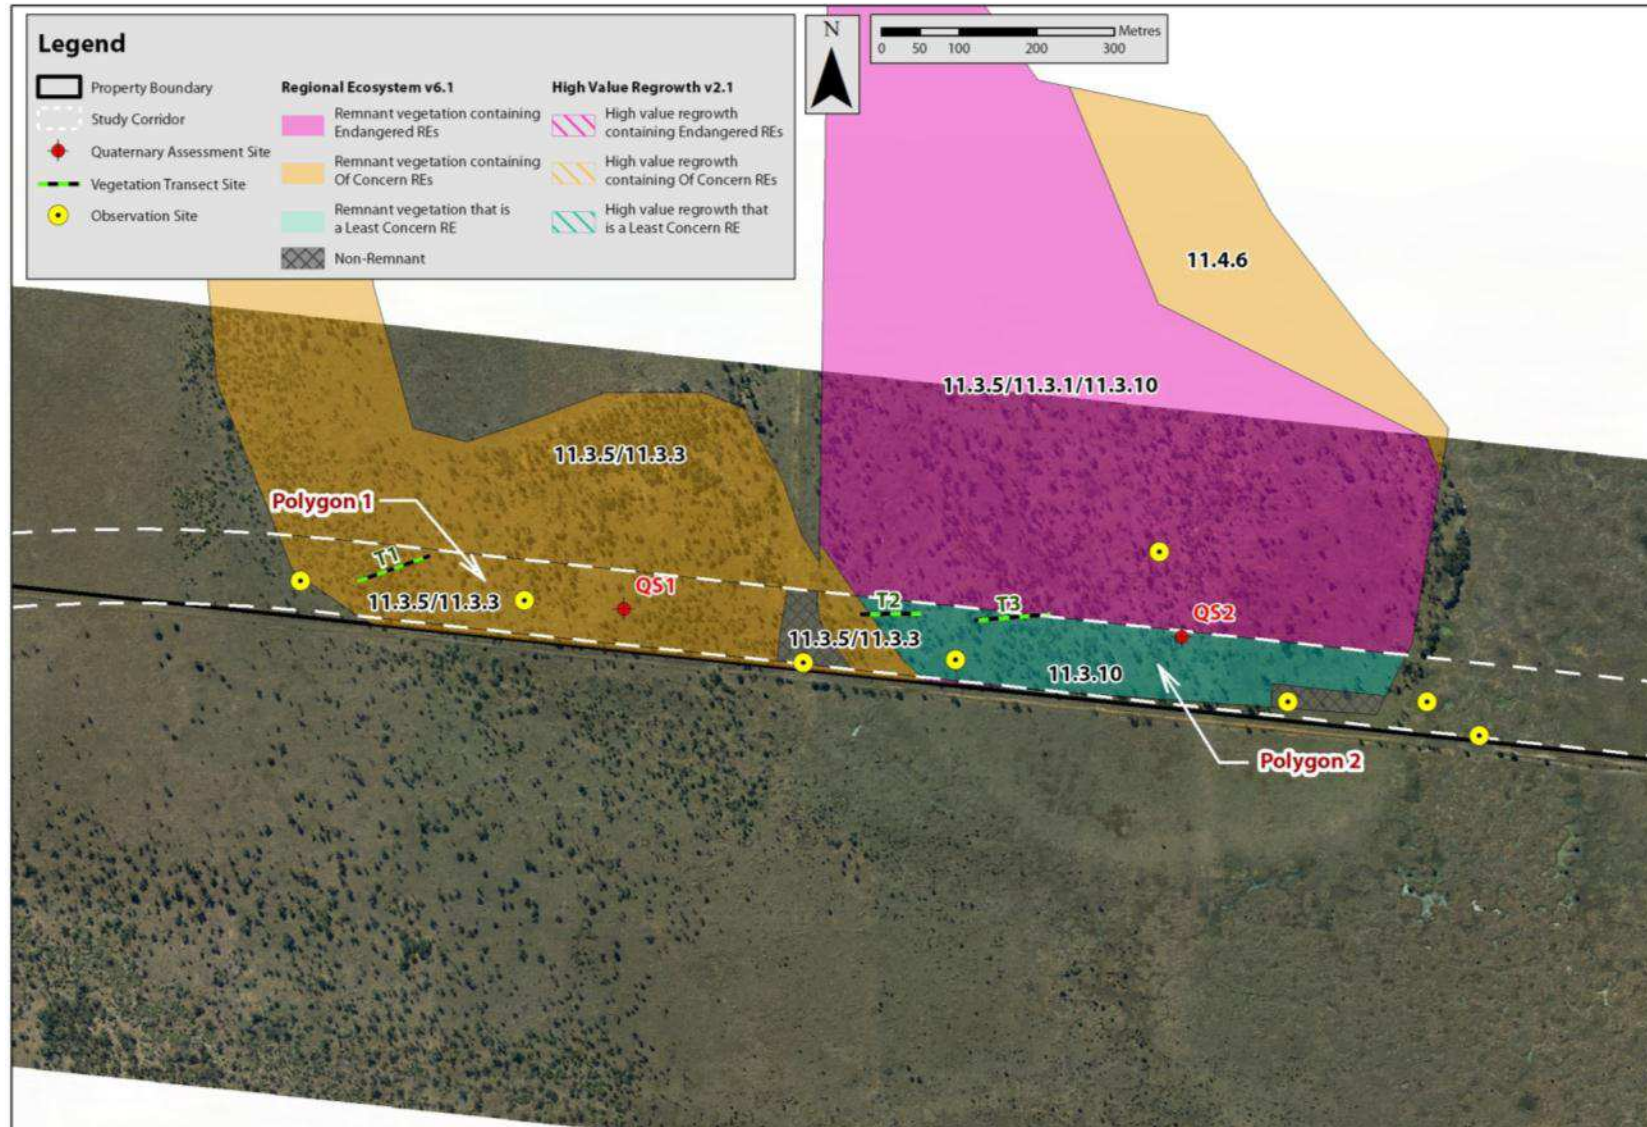 Legend
Property Boundary
Study Corridor
Quaternary Assessment Site
Vegetation Transect Site
Observation Site
Regional Ecosystem v6.1
Remnant vegetation containing
Endangered REs
Remnant vegetation containing
Of Concern REs
Remnant vegetation that is
a Least Concern RE
Non-Remnant
High Value Regrowth v2.1
High value regrowth
containing Endangered REs
High value regrowth
containing Of Concern REs
High value regrowth that
is a Least Concern RE
N
Metres
0 50 100 200 300
11.4.6
11.3.5/11.3.1/11.3.10
11.3.5/11.3.3
Polygon 1
T1
QS1
11.3.5/11.3.3
T2
T3
QS2
11.3.5/11.3.3
11.3.10
Polygon 2